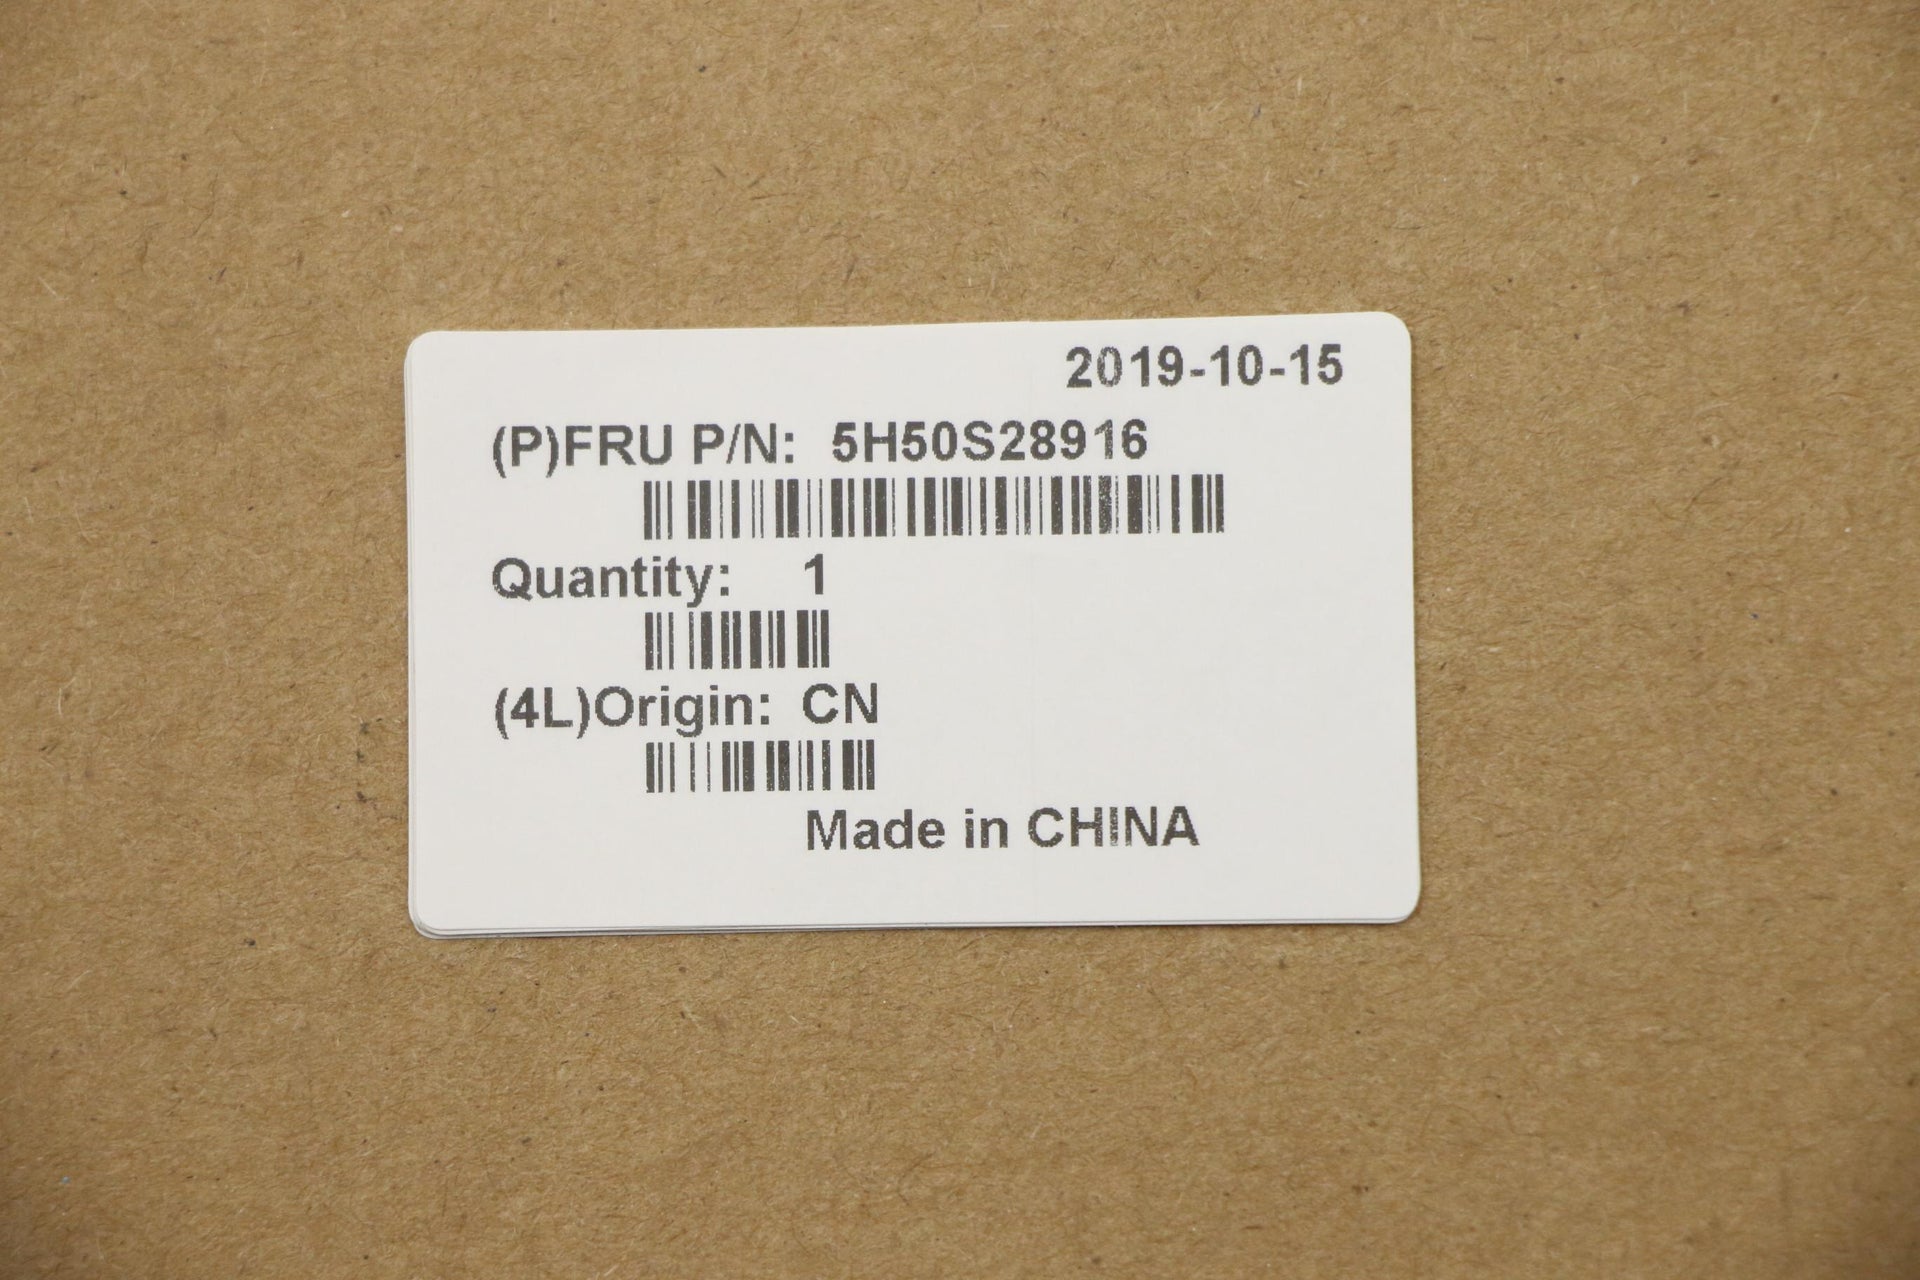 2019-10-15
(P)FRU P/N: 5H50S28916
Quantity: 1
(4L)Origin: CN
Made in CHINA